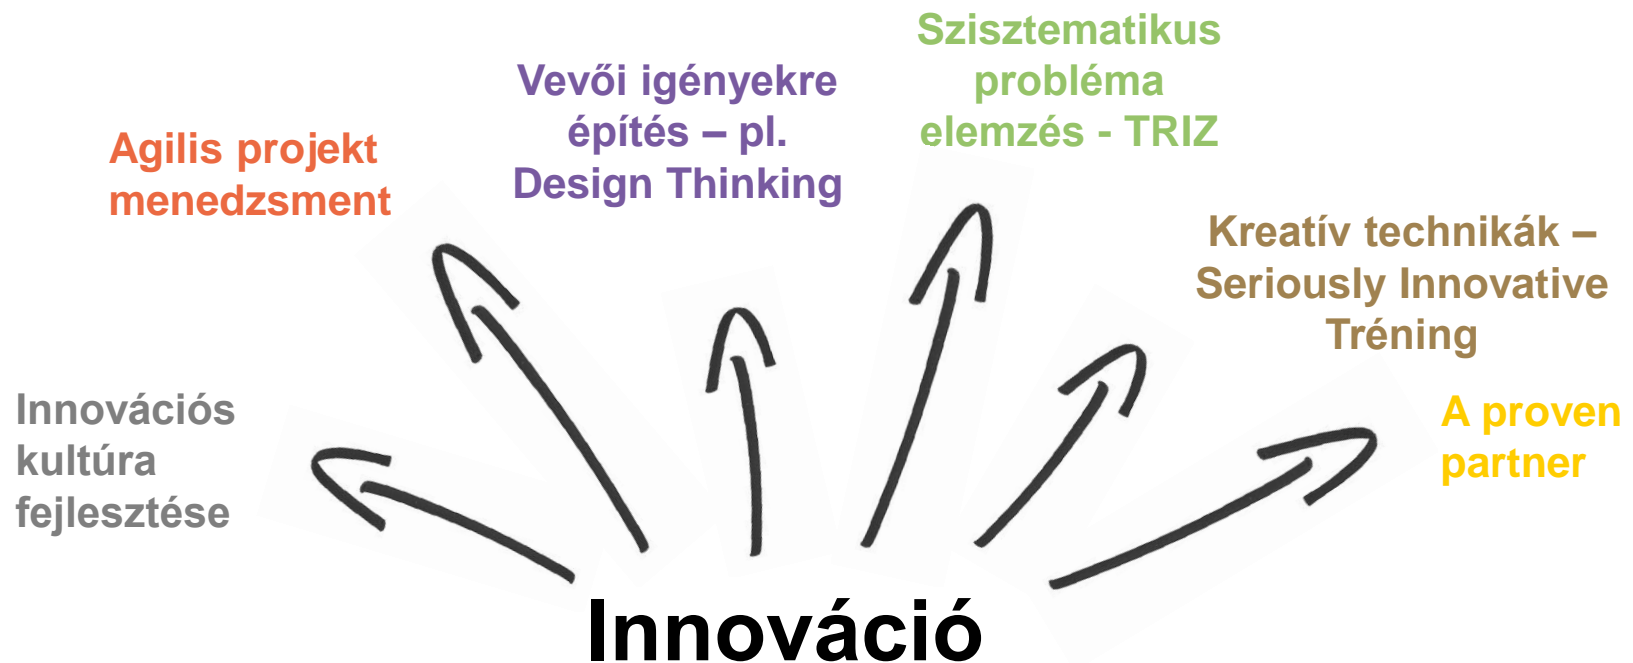 Szisztematikus
probléma
elemzés - TRIZ
Vevői igényekre
építés – pl.
Design Thinking
Agilis projekt
menedzsment
Kreatív technikák –
Seriously Innovative
Tréning
Innovációs
kultúra
fejlesztése
A proven
partner
Innováció